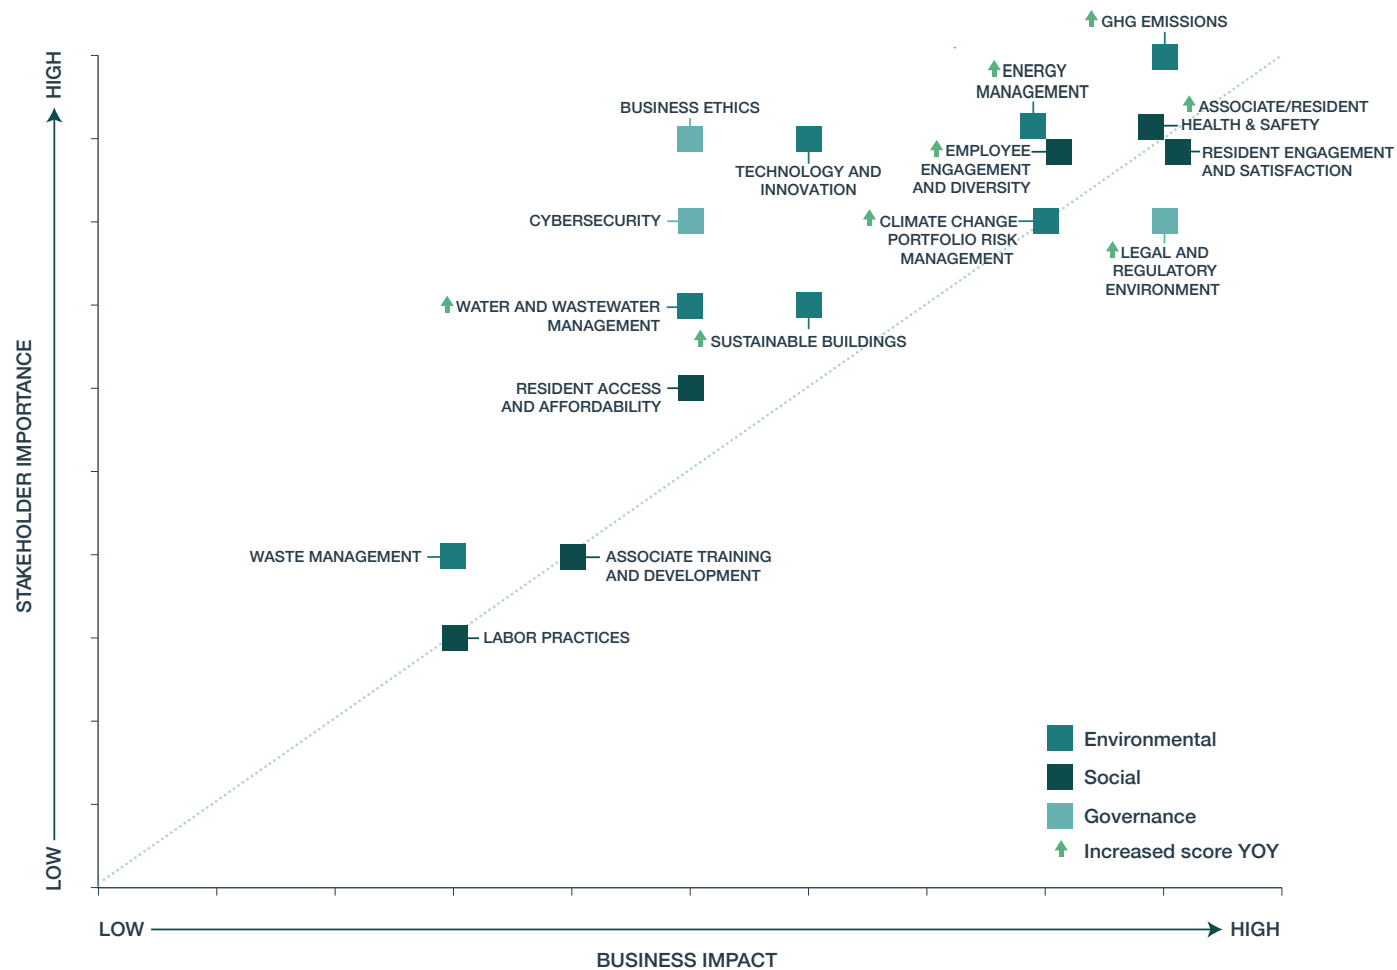 GHG EMISSIONS
ENERGY
MANAGEMENT
BUSINESS ETHICS
ASSOCIATE/RESIDENT
HEALTH & SAFETY
EMPLOYEE
ENGAGEMENT
AND DIVERSITY
RESIDENT ENGAGEMENT
AND SATISFACTION
TECHNOLOGY AND
INNOVATION
CYBERSECURITY
CLIMATE CHANGE
PORTFOLIO RISK
MANAGEMENT
LEGAL AND
REGULATORY
ENVIRONMENT
WATER AND WASTEWATER
MANAGEMENT
SUSTAINABLE BUILDINGS
RESIDENT ACCESS
AND AFFORDABILITY
WASTE MANAGEMENT
ASSOCIATE TRAINING
AND DEVELOPMENT
LABOR PRACTICES
HIGH
STAKEHOLDER IMPORTANCE
LOW
Environmental
Social
Governance
Increased score YOY
LOW
HIGH
BUSINESS IMPACT